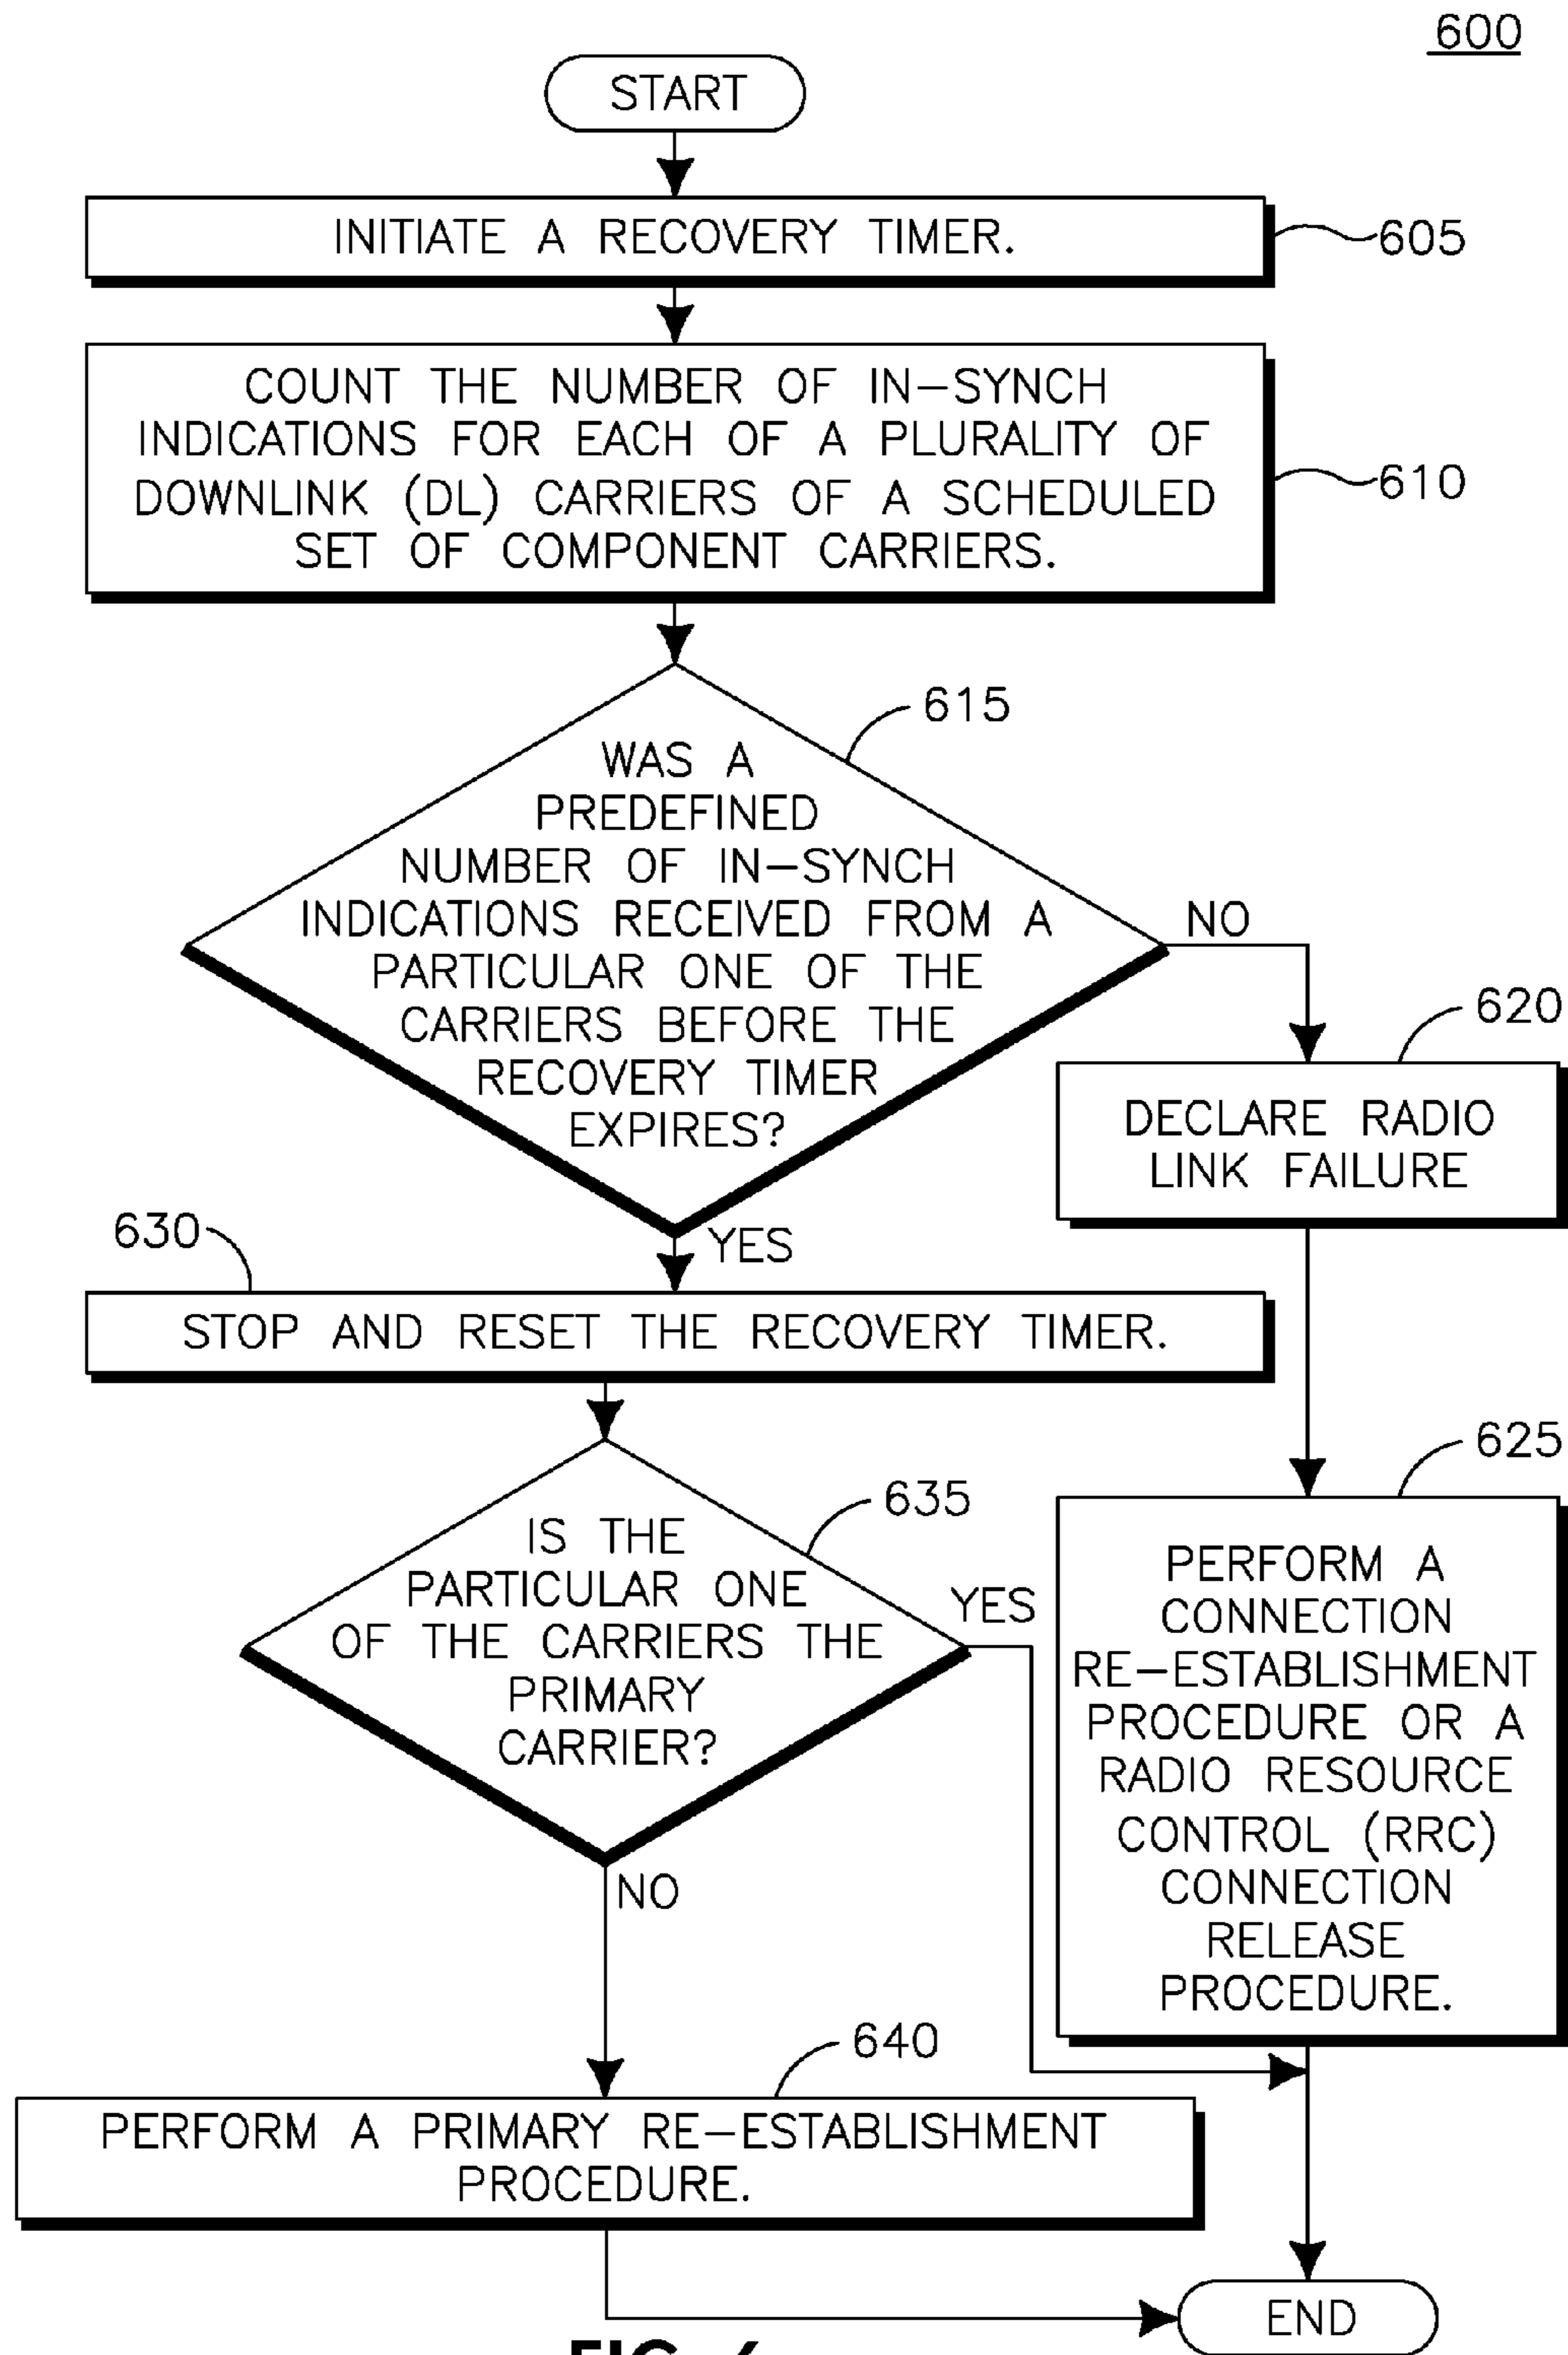 600
START
INITIATE A RECOVERY TIMER.
605
COUNT THE NUMBER OF IN-SYNCH
INDICATIONS FOR EACH OF A PLURALITY OF
DOWNLINK (DL) CARRIERS OF A SCHEDULED
SET OF COMPONENT CARRIERS.
610
615
WAS A
PREDEFINED
NUMBER OF IN-SYNCH
INDICATIONS RECEIVED FROM A
PARTICULAR ONE OF THE
CARRIERS BEFORE THE
RECOVERY TIMER
EXPIRES?
NO
620
DECLARE RADIO
LINK FAILURE
YES
630
STOP AND RESET THE RECOVERY TIMER.
625
PERFORM A
CONNECTION
RE-ESTABLISHMENT
PROCEDURE OR A
RADIO RESOURCE
CONTROL (RRC)
CONNECTION
RELEASE
PROCEDURE.
635
IS THE
PARTICULAR ONE
OF THE CARRIERS THE
PRIMARY
CARRIER?
YES
NO
640
PERFORM A PRIMARY RE-ESTABLISHMENT
PROCEDURE.
END